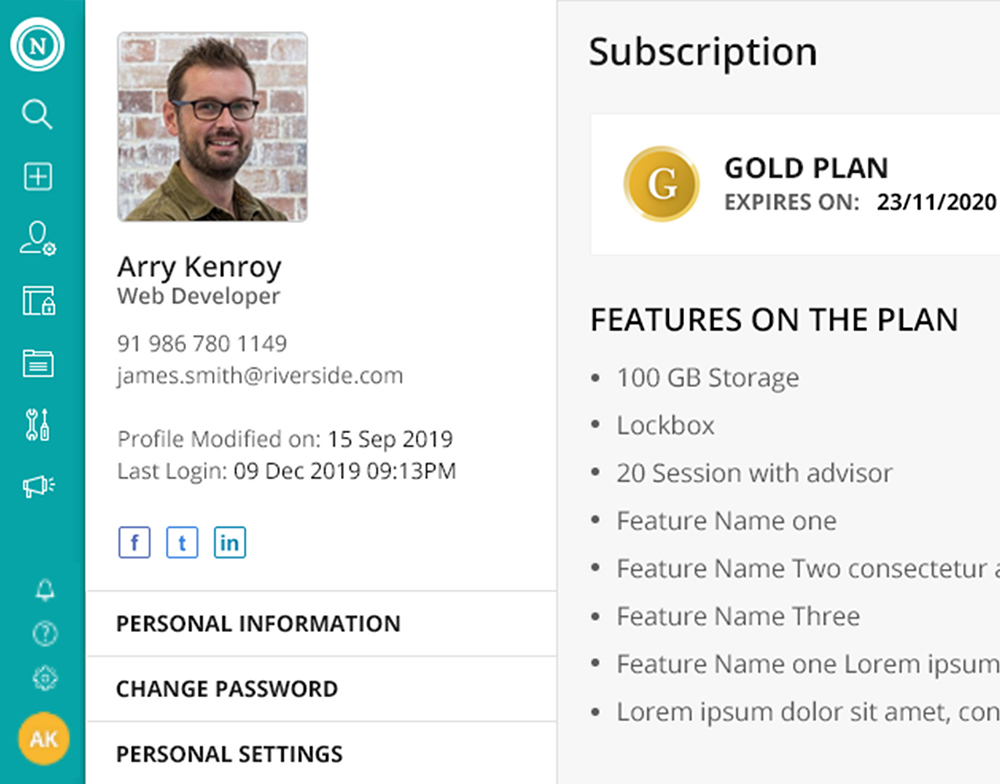 N
Arry Kenroy
Web Developer
91 986 780 1149
james.smith@riverside.com
Profile Modified on: 15 Sep 2019
Last Login: 09 Dec 2019 09:13PM
f t in
PERSONAL INFORMATION
CHANGE PASSWORD
PERSONAL SETTINGS
?
AK
Subscription
G
GOLD PLAN
EXPIRES ON: 23/11/2020
FEATURES ON THE PLAN
• 100 GB Storage
• Lockbox
• 20 Session with advisor
• Feature Name one
• Feature Name Two consectetur a
• Feature Name Three
• Feature Name one Lorem ipsum
• Lorem ipsum dolor sit amet, con